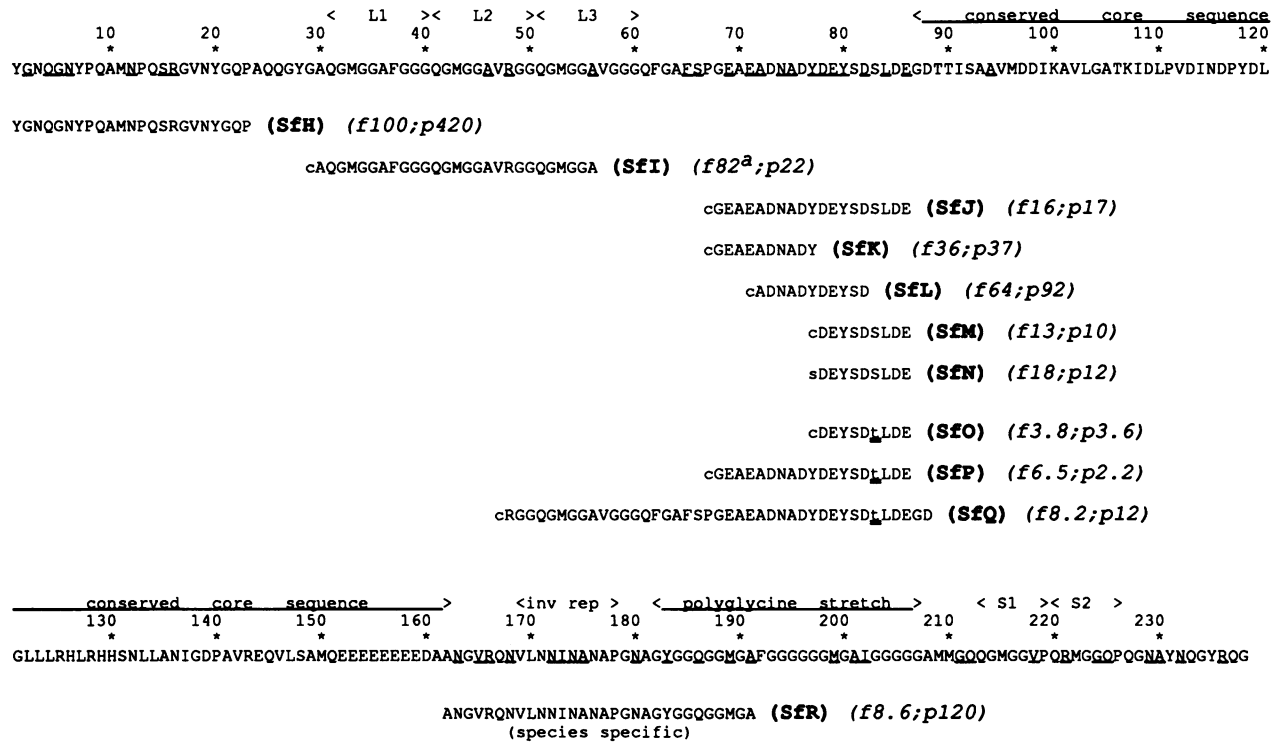 < L1 >< L2 >< L3 > < conserved core sequence
10 20 30 40 50 60 70 80 90 100 110 120
* * * * * * * * * * * *
YGNQGNYPQAMNPQSRGVNYGQPAQQGYGAQGMGGAFGGGQGMGGAVRGGQGMGGAVGGGQFGAFSPGEAEADNADYDEYSDSLDEGDTTISAAVMDDIKAVLGATKIDLPVDINDPYDL
YGNQGNYPQAMNPQSRGVNYGQP (SfH) (f100;p420)
cAQGMGGAFGGGQGMGGAVRGGQGMGGA (SfI) (f82a;p22)
cGEAEADNADYDEYSDSLDE (SfJ) (f16;p17)
cGEAEADNADY (SfK) (f36;p37)
cADNADYDEYSD (SfL) (f64;p92)
cDEYSDSLDE (SfM) (f13;p10)
sDEYSDSLDE (SfN) (f18;p12)
cDEYSDtLDE (SfO) (f3.8;p3.6)
cGEAEADNADYDEYSDtLDE (SfP) (f6.5;p2.2)
cRGGQGMGGAVGGGQFGAFSPGEAEADNADYDEYSDtLDEGD (SfQ) (f8.2;p12)
conserved core sequence > <inv rep > < polyglycine stretch > < S1 >< S2 >
130 140 150 160 170 180 190 200 210 220 230
* * * * * * * * * * *
GLLLRHLRHHSNLLANIGDPAVREQVLSAMQEEEEEEEEDAANGVRQNVLNNINANAPGNAGYGGQGGMGAFGGGGGGMGAIGGGGGAMMGQQGMGGVPQRMGGQPQGNAYNQGYRQG
ANGVRQNVLNNINANAPGNAGYGGQGGMGA (SfR) (f8.6;p120)
(species specific)